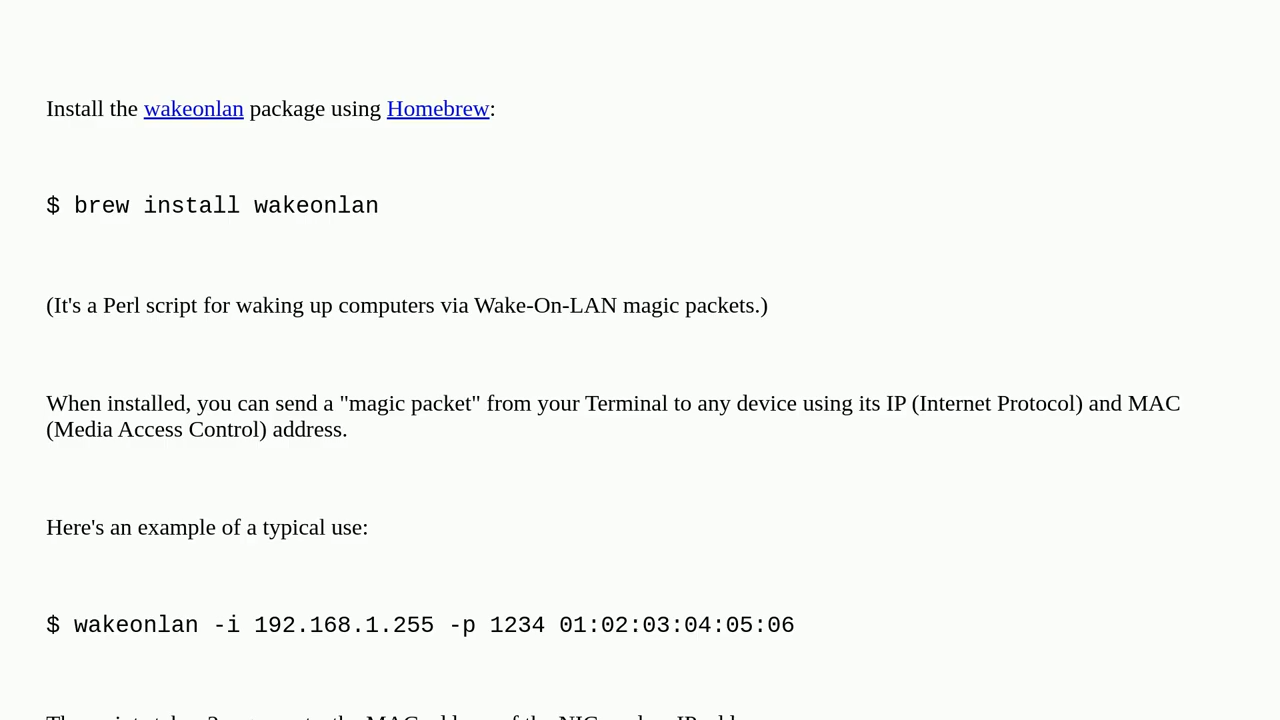 Install the wakeonlan package using Homebrew:
$ brew install wakeonlan
(It's a Perl script for waking up computers via Wake-On-LAN magic packets.)
When installed, you can send a "magic packet" from your Terminal to any device using its IP (Internet Protocol) and MAC
(Media Access Control) address.
Here's an example of a typical use:
$ wakeonlan -i 192.168.1.255 -p 1234 01:02:03:04:05:06